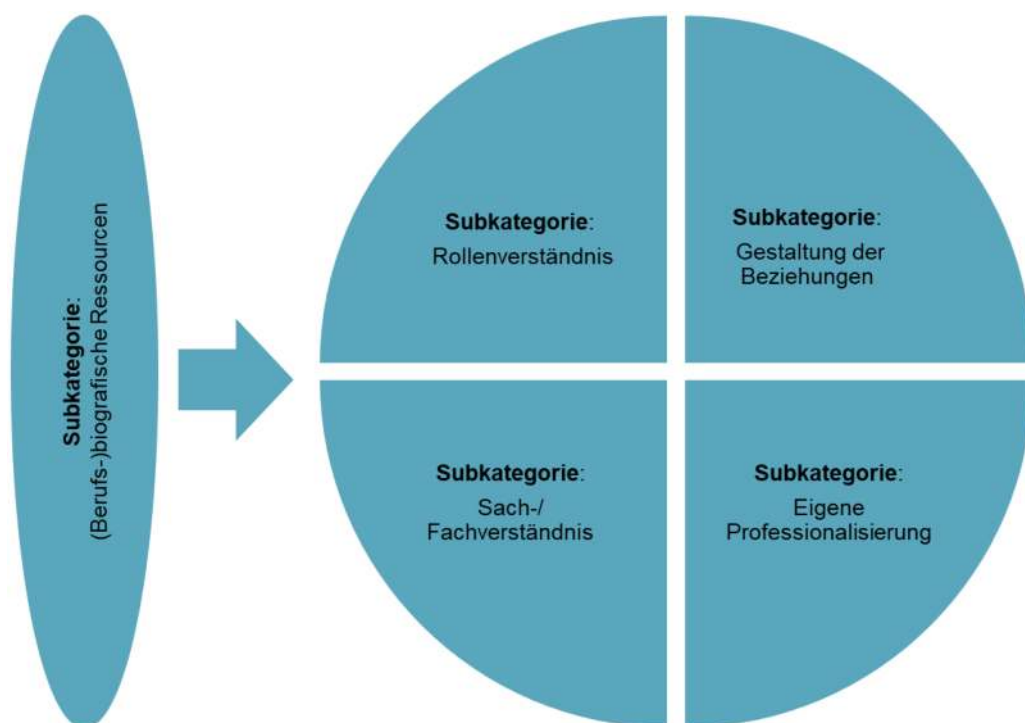 Subkategorie:
(Berufs-)biografische Ressourcen
Subkategorie:
Rollenverständnis
Subkategorie:
Gestaltung der
Beziehungen
Subkategorie:
Sach-/
Fachverständnis
Subkategorie:
Eigene
Professionalisierung